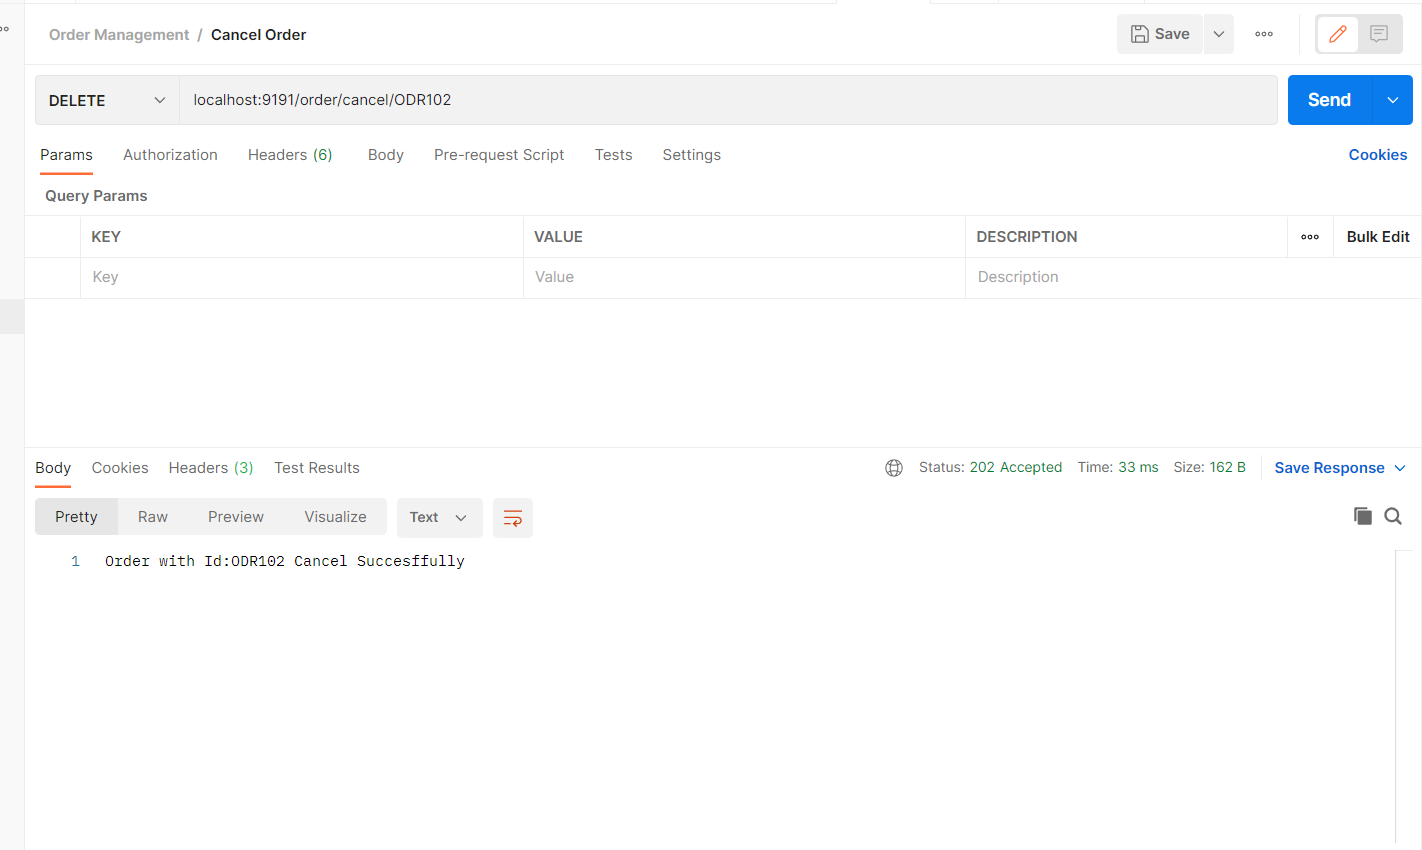 Order Management / Cancel Order Save
DELETE localhost:9191/order/cancel/ODR102 Send
Params Authorization Headers (6) Body Pre-request Script Tests Settings Cookies
Query Params
KEY VALUE DESCRIPTION Bulk Edit
Key Value Description
Body Cookies Headers (3) Test Results Status: 202 Accepted Time: 33 ms Size: 162 B Save Response
Pretty Raw Preview Visualize Text
1 Order with Id:ODR102 Cancel Succesffully